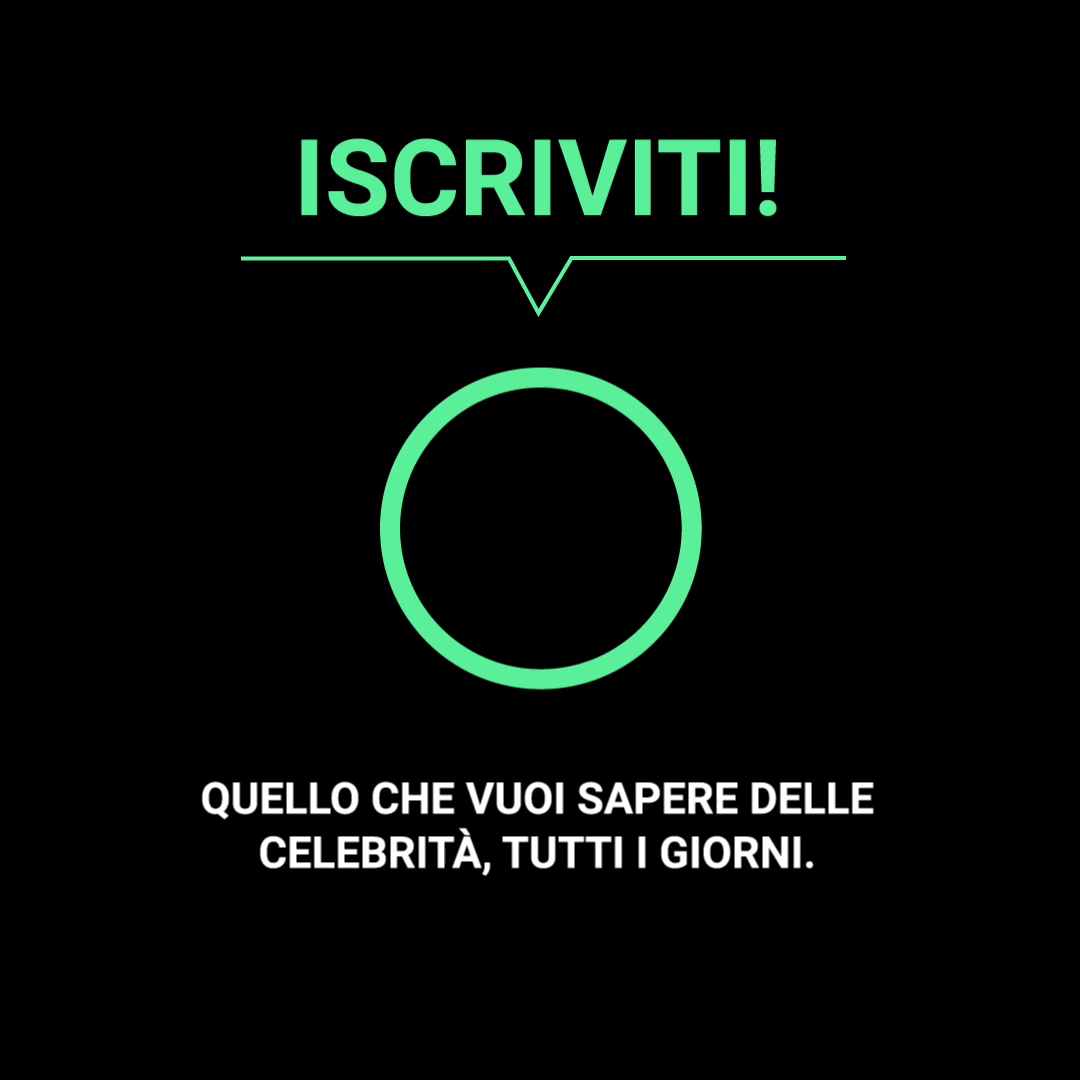 ISCRIVITI!
QUELLO CHE VUOI SAPERE DELLE
CELEBRITÀ, TUTTI I GIORNI.